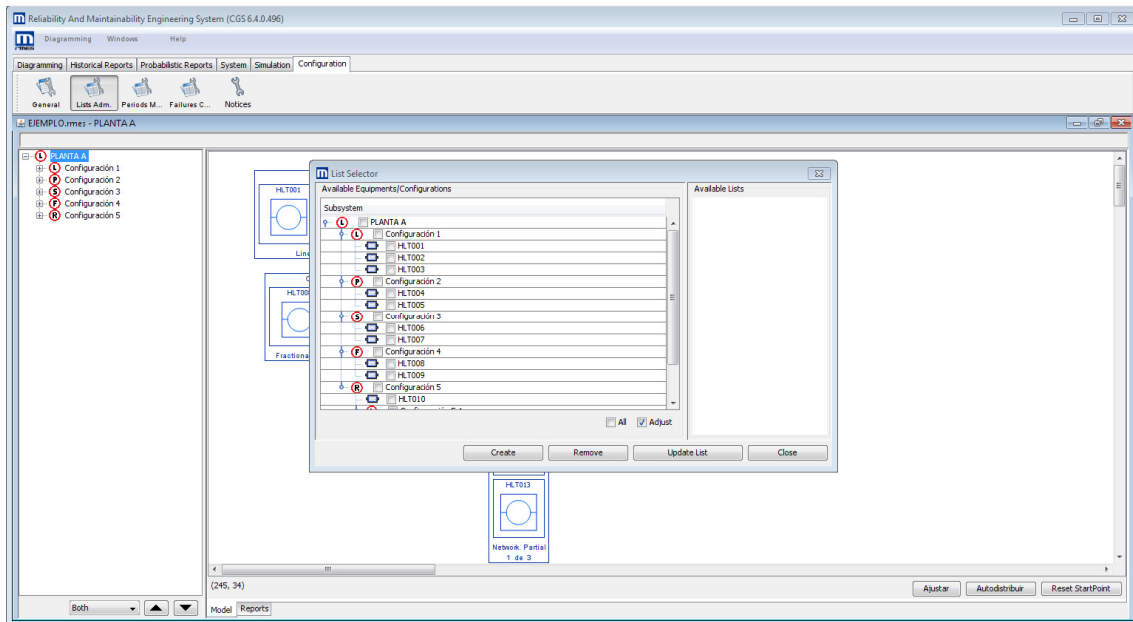 Reliability And Maintainability Engineering System (CGS 6.4.0.496)
Diagramming Windows Help
Diagramming Historical Reports Probabilistic Reports System Simulation Configuration
General Lists Adm. Periods M... Failures C... Notices
EJEMPLO.rmes - PLANTA A
L PLANTA A
L Configuración 1
P Configuración 2
S Configuración 3
F Configuración 4
R Configuración 5
HLT001
Line
HLT00
Fractiona
List Selector
Available Equipments/Configurations
Available Lists
Subsystem
L PLANTA A
L Configuración 1
HLT001
HLT002
HLT003
P Configuración 2
HLT004
HLT005
S Configuración 3
HLT006
HLT007
F Configuración 4
HLT008
HLT009
R Configuración 5
HLT010
All Adjust
Create Remove Update List Close
HLT013
Network. Partial
1 de 3
(245, 34)
Ajustar Autodistribuir Reset StartPoint
Both
Model Reports